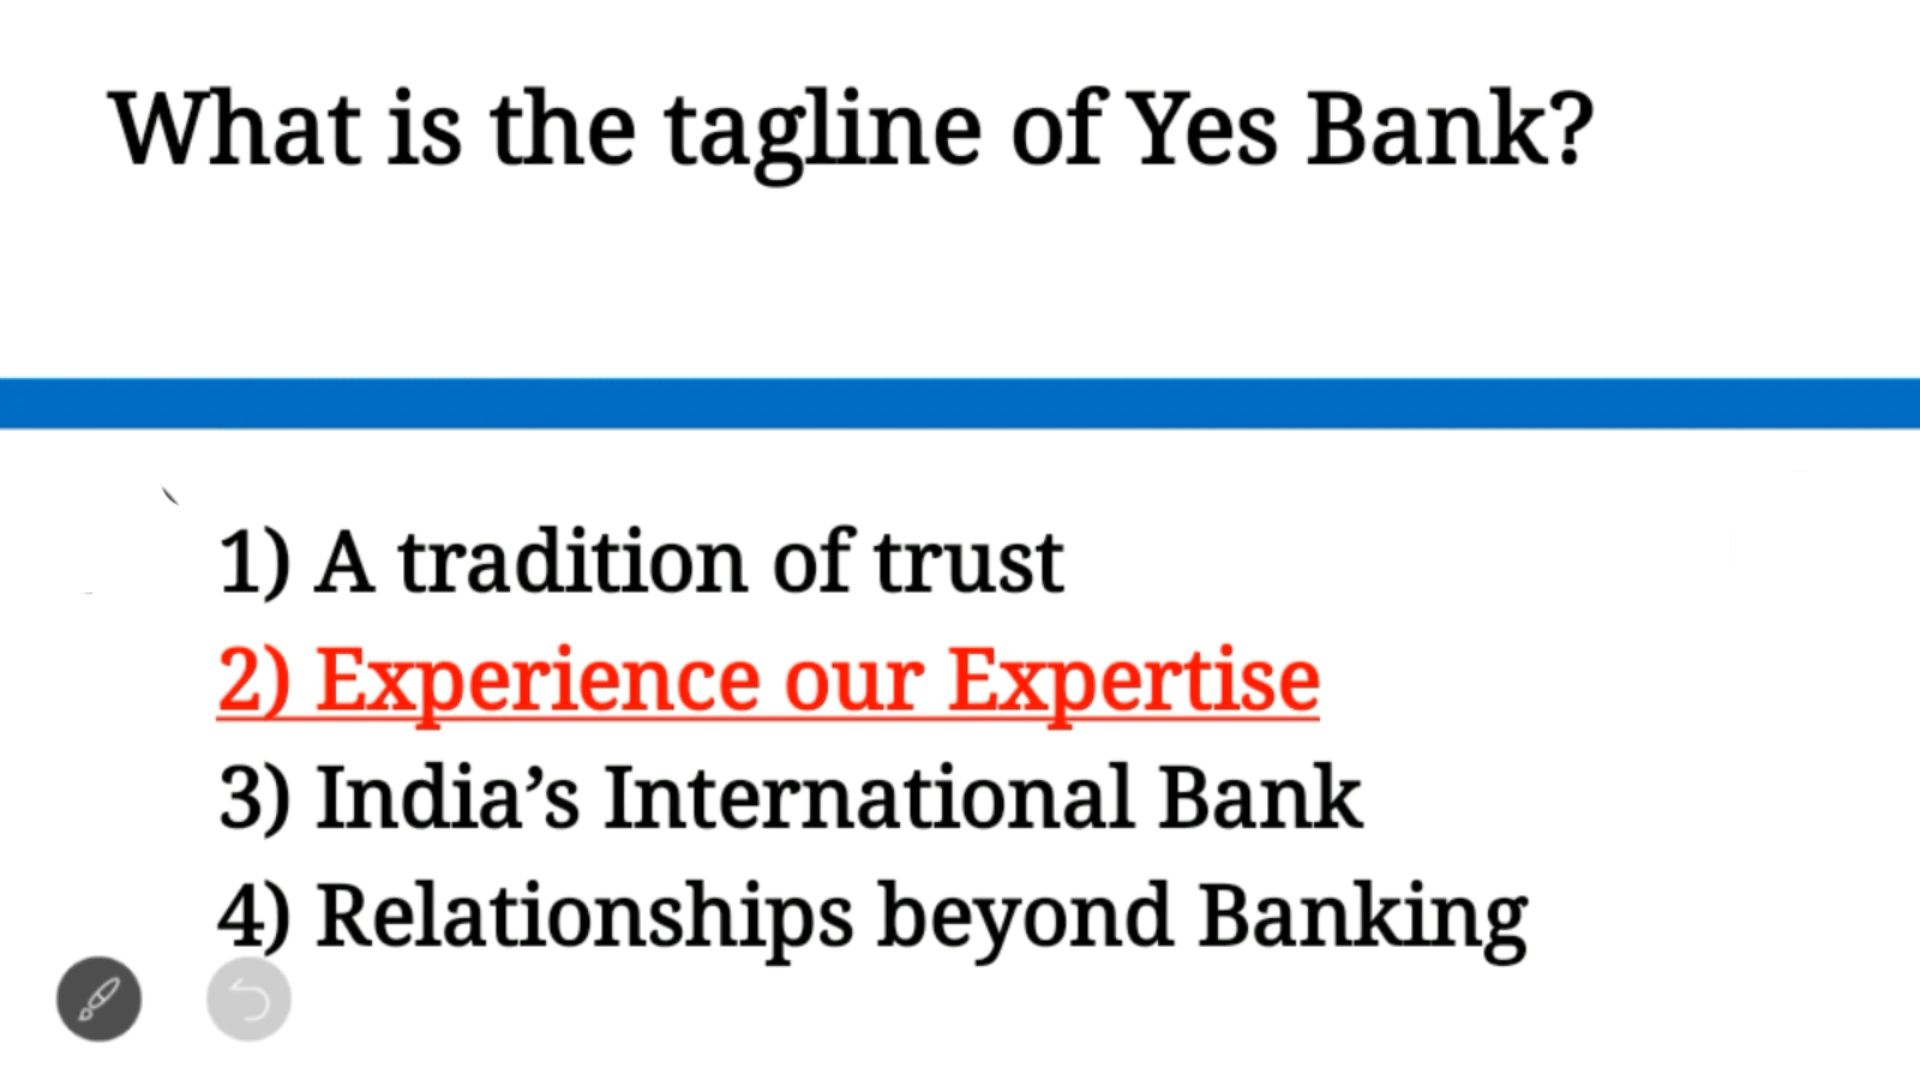 What is the tagline of Yes Bank?
1) A tradition of trust
2) Experience our Expertise
3) India’s International Bank
4) Relationships beyond Banking